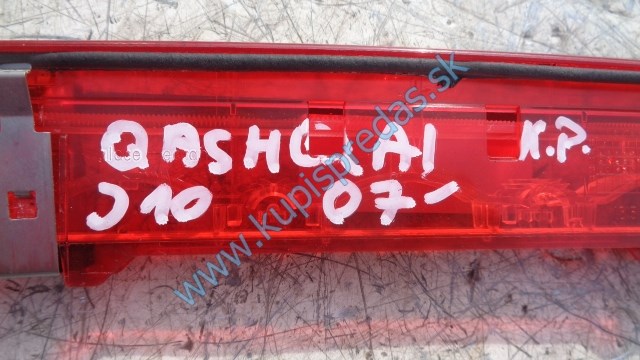 QASHQAI K.P.
J10 07-
www.kupispredas.sk